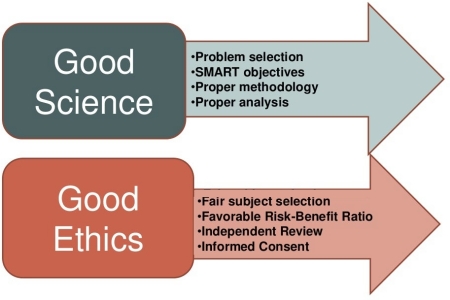 Good
Science
•Problem selection
•SMART objectives
•Proper methodology
•Proper analysis
Good
Ethics
•Fair subject selection
•Favorable Risk-Benefit Ratio
•Independent Review
•Informed Consent